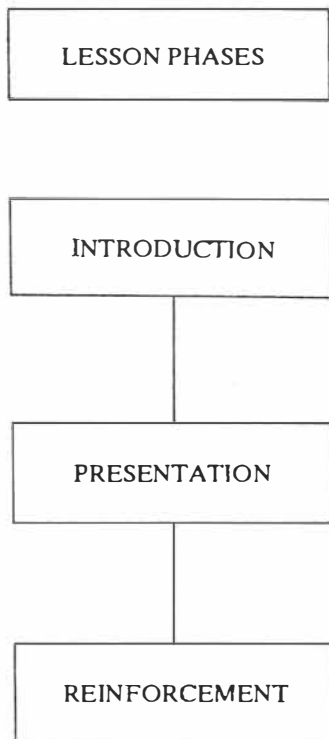 LESSON PHASES
INTRODUCTION
PRESENTATION
REINFORCEMENT